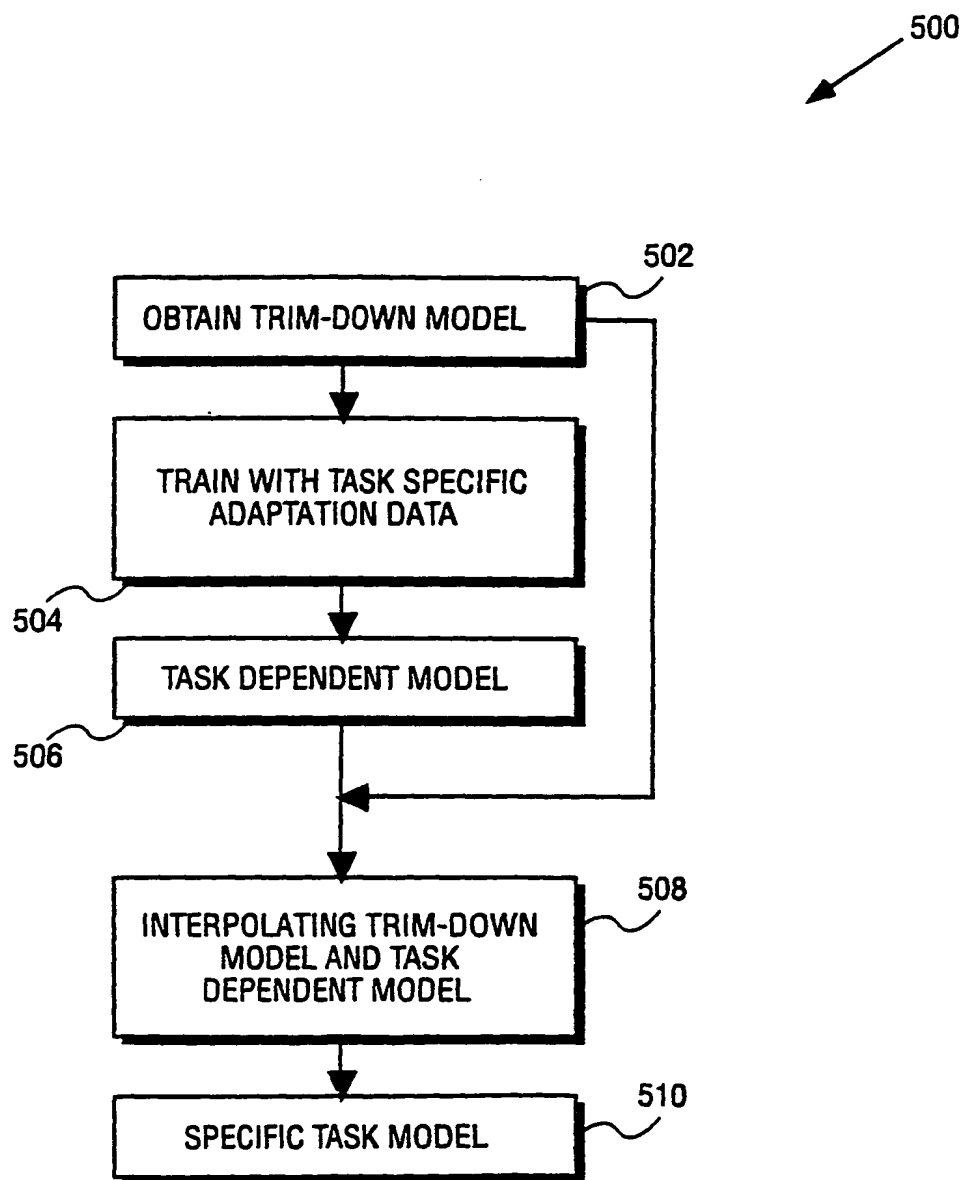 500
502
OBTAIN TRIM-DOWN MODEL
TRAIN WITH TASK SPECIFIC
ADAPTATION DATA
504
TASK DEPENDENT MODEL
506
508
INTERPOLATING TRIM-DOWN
MODEL AND TASK
DEPENDENT MODEL
510
SPECIFIC TASK MODEL